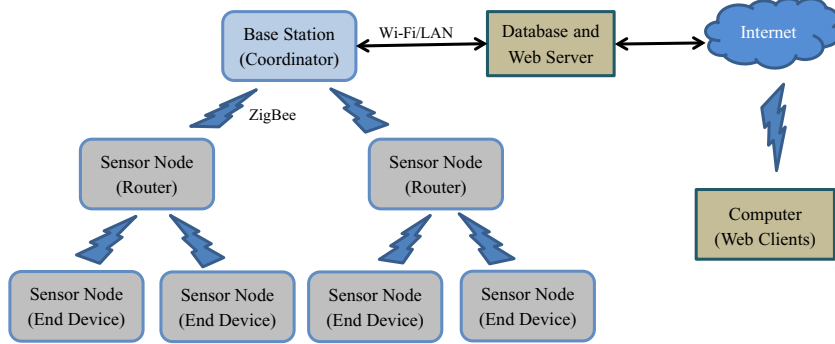 Base Station
(Coordinator)
Wi-Fi/LAN
Database and
Web Server
Internet
ZigBee
Sensor Node
(Router)
Sensor Node
(Router)
Computer
(Web Clients)
Sensor Node
(End Device)
Sensor Node
(End Device)
Sensor Node
(End Device)
Sensor Node
(End Device)